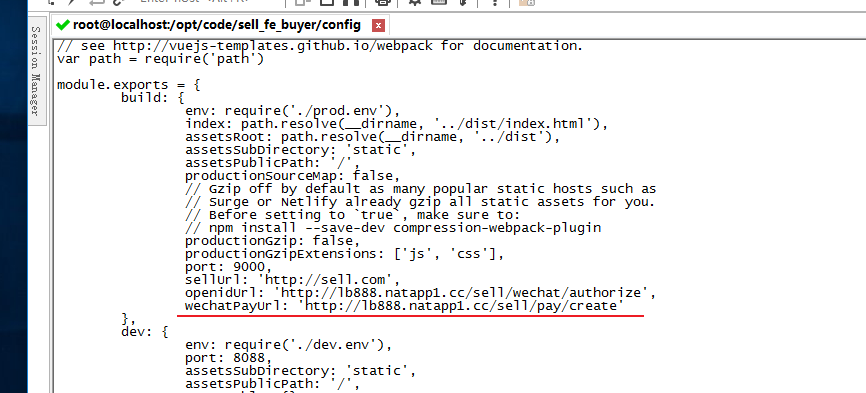 root@localhost:/opt/code/sell_fe_buyer/config
Session Manager
// see http://vuejs-templates.github.io/webpack for documentation.
var path = require('path')
module.exports = {
build: {
env: require('./prod.env'),
index: path.resolve(__dirname, '../dist/index.html'),
assetsRoot: path.resolve(__dirname, '../dist'),
assetsSubDirectory: 'static',
assetsPublicPath: '/',
productionSourceMap: false,
// Gzip off by default as many popular static hosts such as
// Surge or Netlify already gzip all static assets for you.
// Before setting to `true`, make sure to:
// npm install --save-dev compression-webpack-plugin
productionGzip: false,
productionGzipExtensions: ['js', 'css'],
port: 9000,
sellUrl: 'http://sell.com',
openidUrl: 'http://lb888.natapp1.cc/sell/wechat/authorize',
wechatPayUrl: 'http://lb888.natapp1.cc/sell/pay/create'
},
dev: {
env: require('./dev.env'),
port: 8088,
assetsSubDirectory: 'static',
assetsPublicPath: '/',